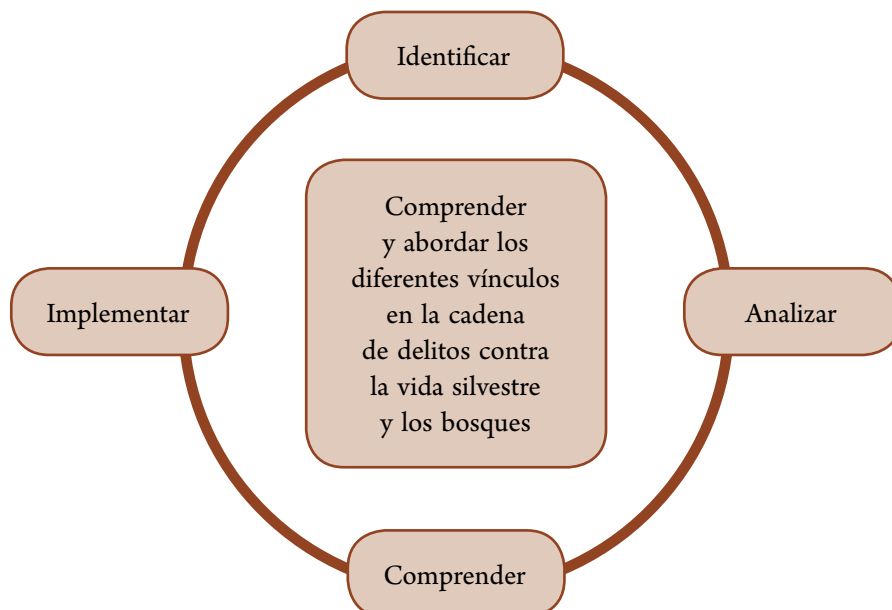 Identificar
Comprender
y abordar los
diferentes vínculos
en la cadena
de delitos contra
la vida silvestre
y los bosques
Implementar
Analizar
Comprender